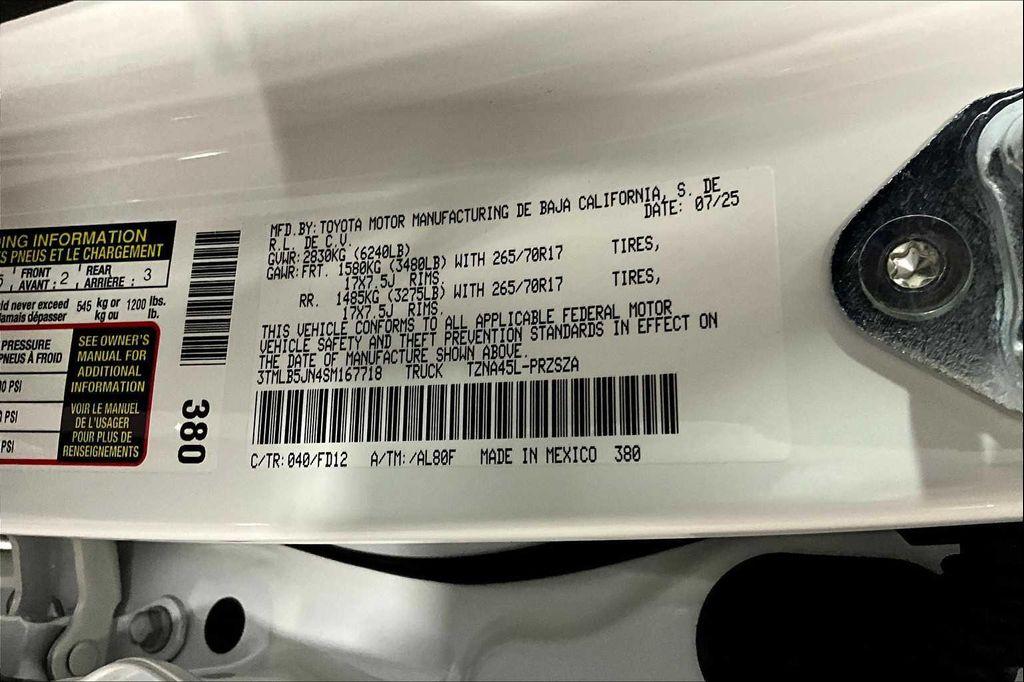 ING INFORMATION
S PNEUS ET LE CHARGEMENT
FRONT
AVANT : 2
REAR
ARRIÈRE : 3
ld never exceed 545 kg or 1200 lbs.
Jamais dépasser kg ou lb.
PRESSURE
PNEUS À FROID
PSI
PSI
PSI
SEE OWNER'S
MANUAL FOR
ADDITIONAL
INFORMATION
VOIR LE MANUEL
DE L'USAGER
POUR PLUS DE
RENSEIGNEMENTS
380
MFD.BY:TOYOTA MOTOR MANUFACTURING DE BAJA CALIFORNIA, S. DE
R.L. DE C.V. DATE: 07/25
GVWR:2830KG (6240LB)
GAWR:FRT. 1580KG (3480LB) WITH 265/70R17 TIRES,
17X7.5J RIMS.
RR. 1485KG (3275LB) WITH 265/70R17 TIRES,
17X7.5J RIMS.
THIS VEHICLE CONFORMS TO ALL APPLICABLE FEDERAL MOTOR
VEHICLE SAFETY AND THEFT PREVENTION STANDARDS IN EFFECT ON
THE DATE OF MANUFACTURE SHOWN ABOVE.
3TMLB5JN4SM167718 TRUCK TZNA45L-PRZSZA
C/TR:040/FD12 A/TM:/AL80F MADE IN MEXICO 380